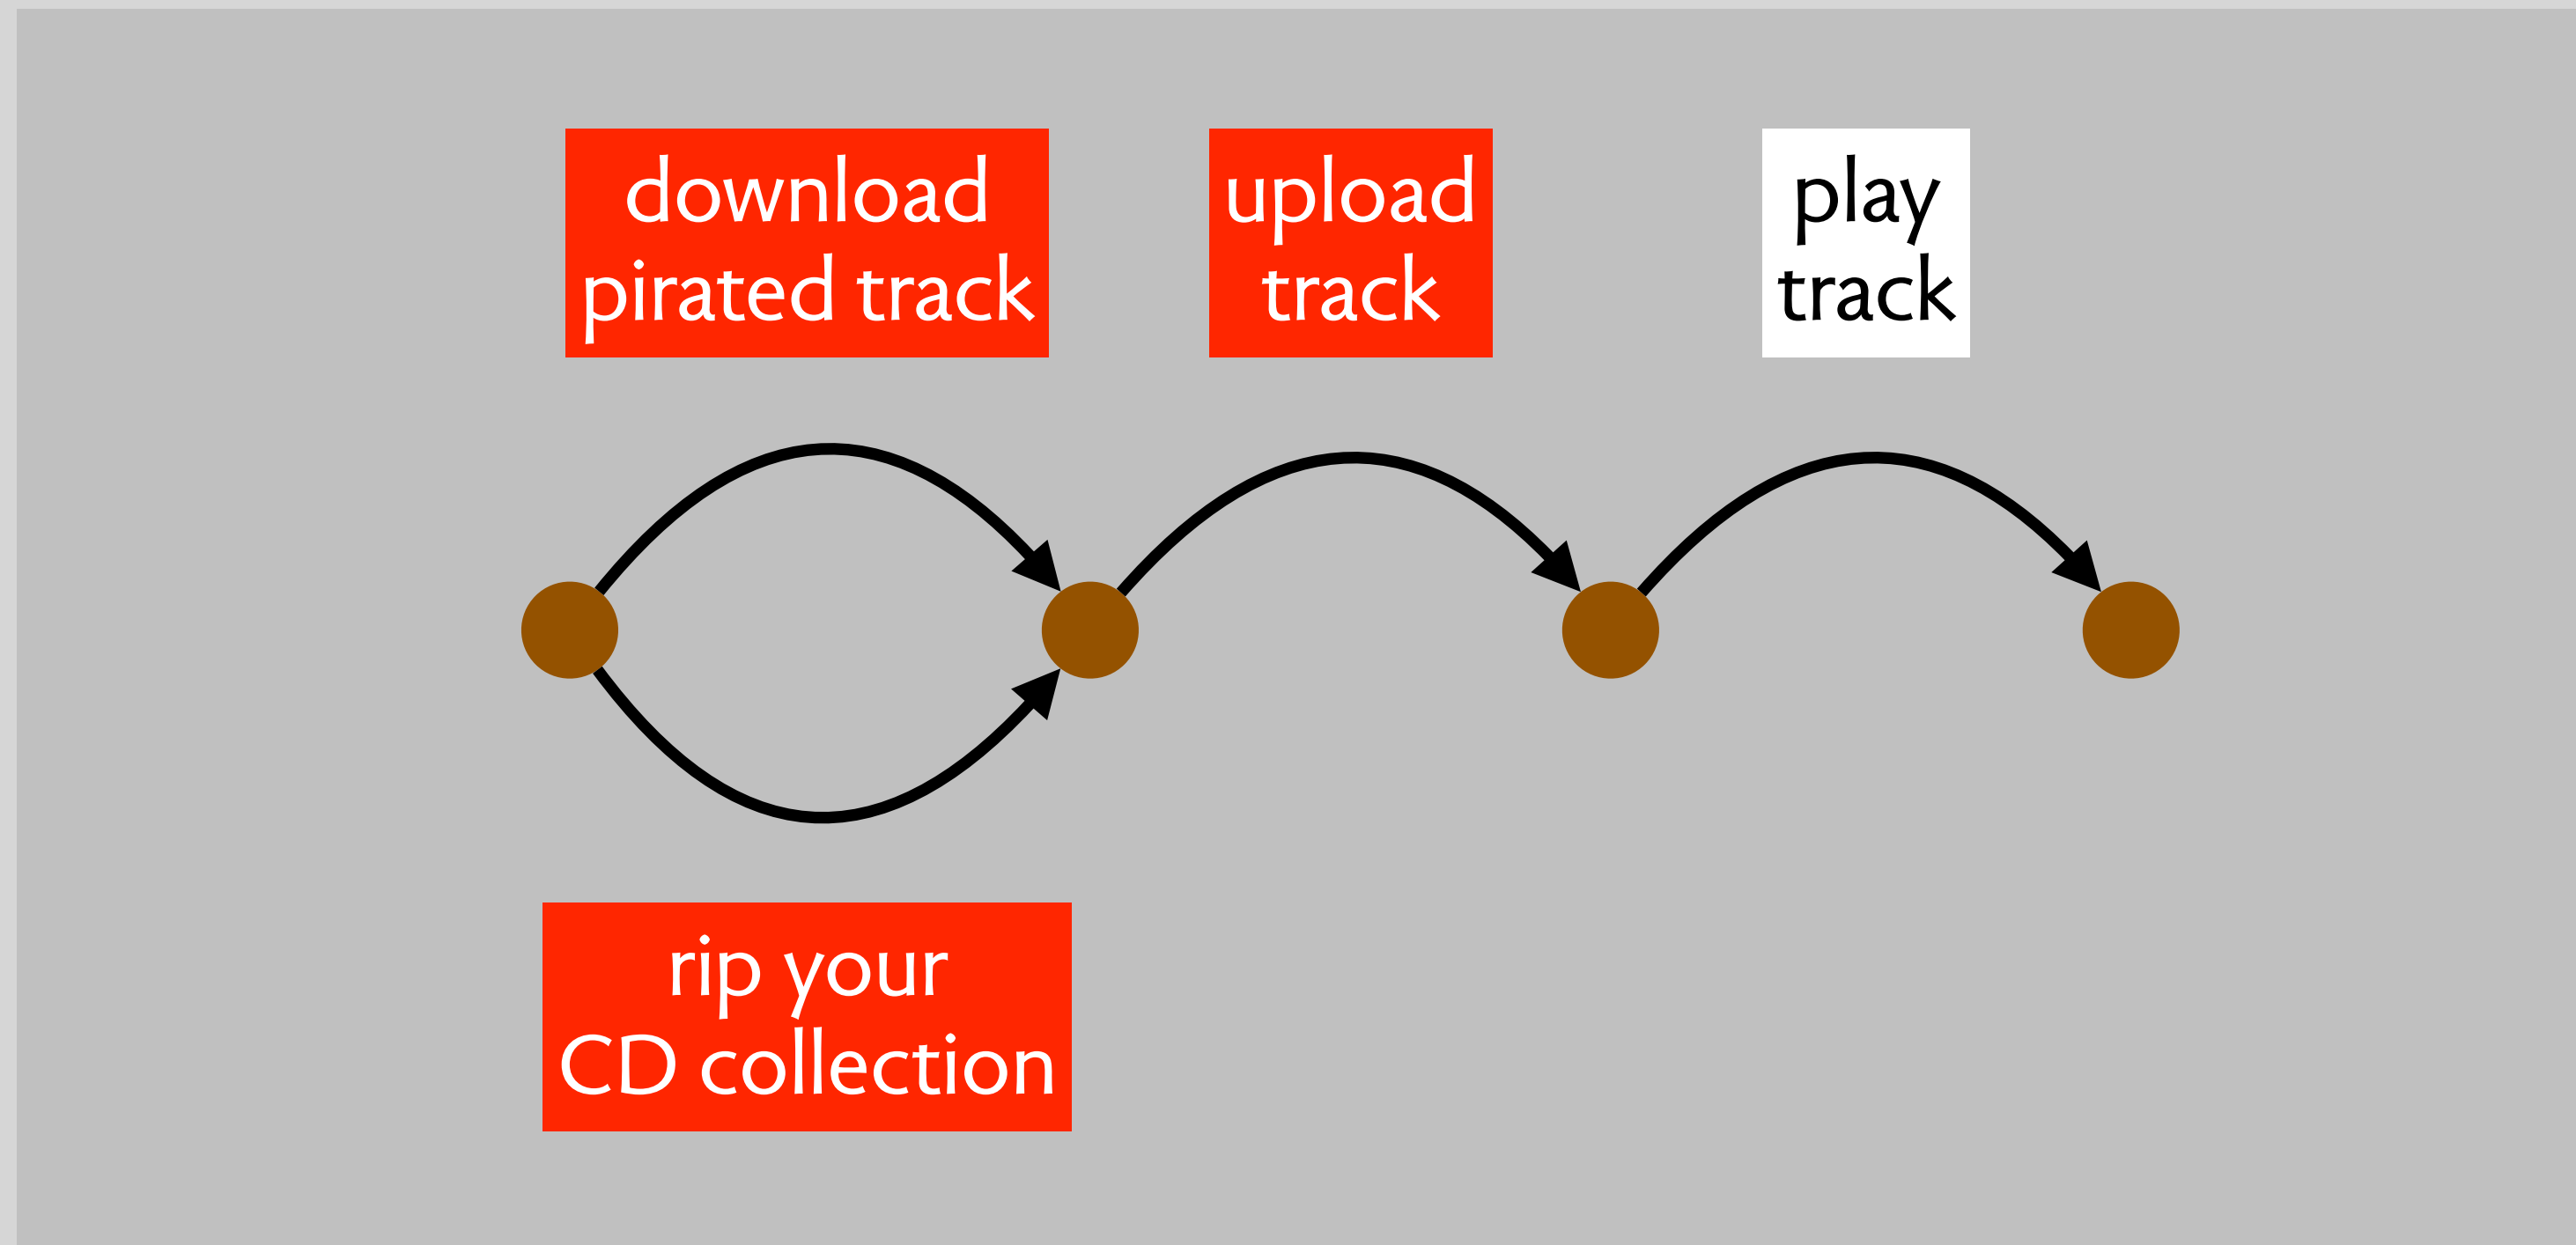 download
pirated track
upload
track
play
track
rip your
CD collection